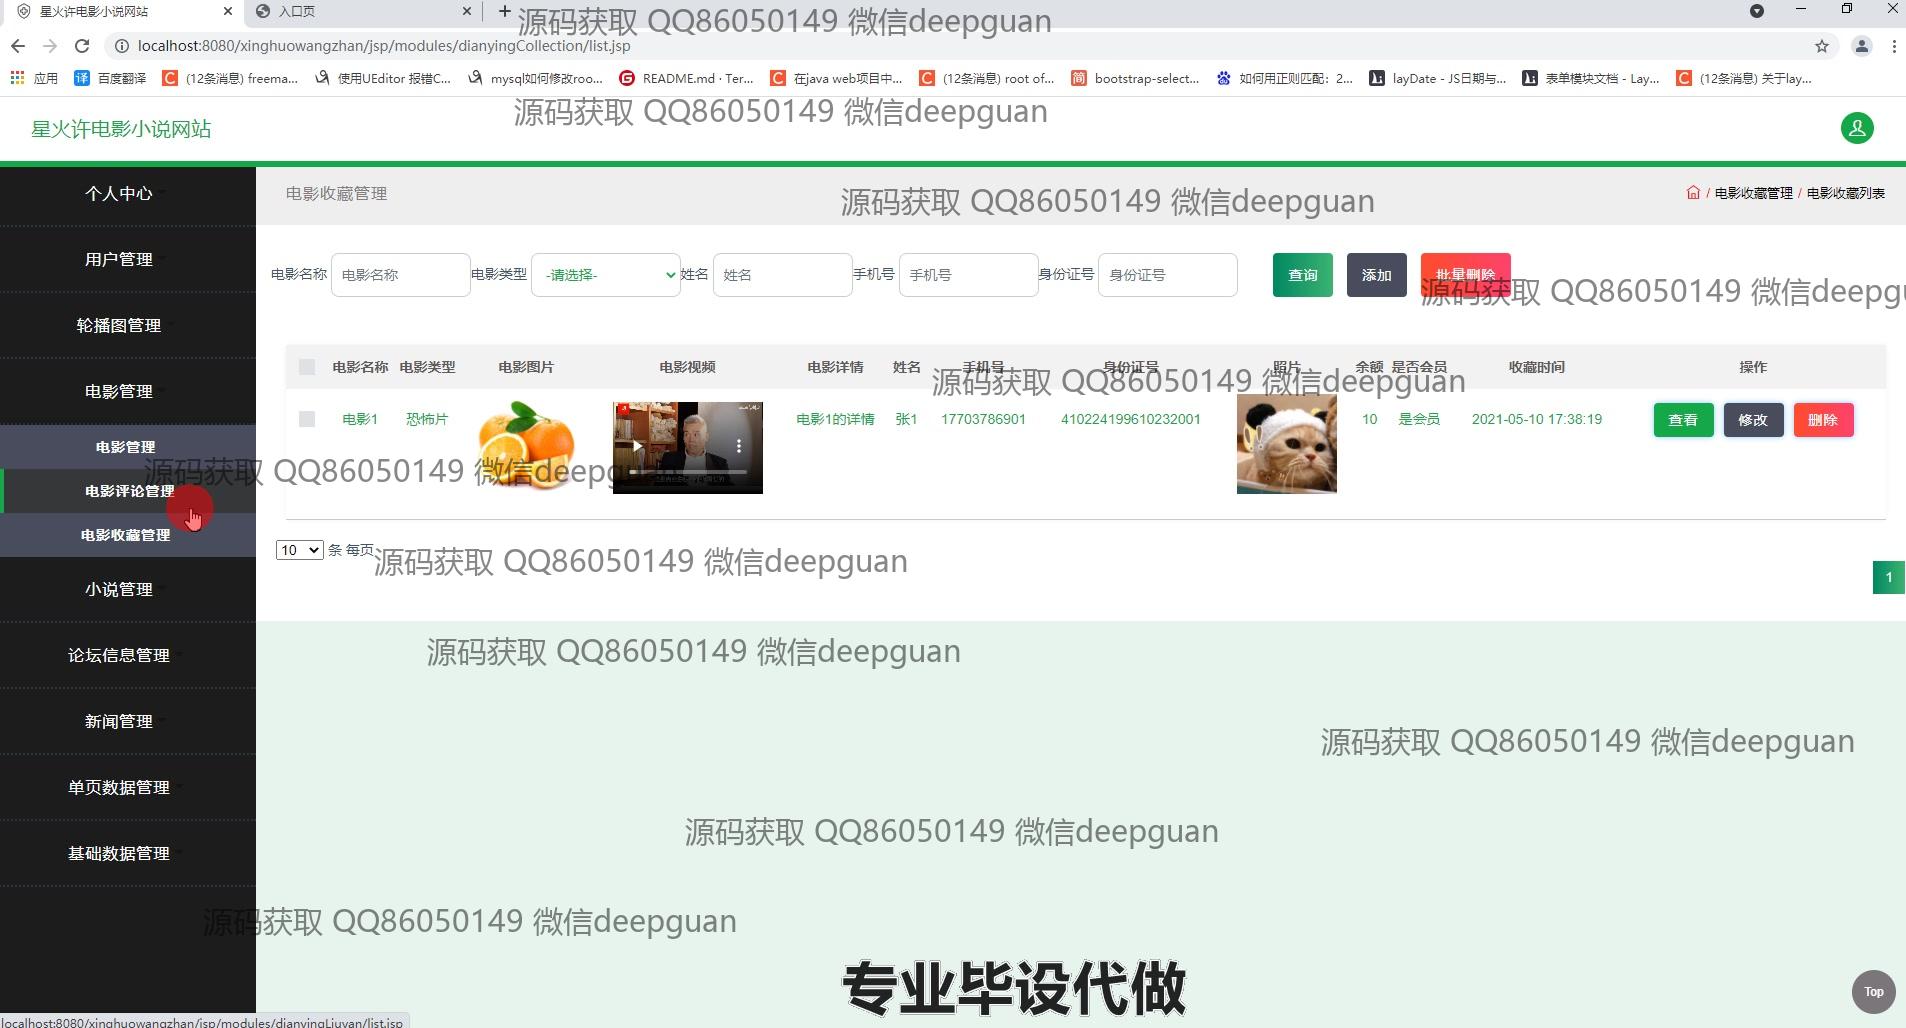 星火许电影小说网站
入口页
源码获取 QQ86050149 微信deepguan
localhost:8080/xinghuowangzhan/jsp/modules/dianyingCollection/list.jsp
应用
百度翻译
(12条消息) freema...
使用UEditor 报错C...
mysql如何修改roo...
README.md · Ter...
在java web项目中...
(12条消息) root of...
bootstrap-select...
如何用正则匹配：2...
layDate - JS日期与...
表单模块文档 - Lay...
(12条消息) 关于lay...
源码获取 QQ86050149 微信deepguan
星火许电影小说网站
个人中心
用户管理
轮播图管理
电影管理
电影管理
电影评论管理
电影收藏管理
小说管理
论坛信息管理
新闻管理
单页数据管理
基础数据管理
电影收藏管理
源码获取 QQ86050149 微信deepguan
/ 电影收藏管理 / 电影收藏列表
电影名称 电影名称 电影类型 -请选择- 姓名 姓名 手机号 手机号 身份证号 身份证号 查询 添加 批量删除
源码获取 QQ86050149 微信deepgu
电影名称 电影类型 电影图片 电影视频 电影详情 姓名 手机号 身份证号 照片 余额 是否会员 收藏时间 操作
源码获取 QQ86050149 微信deepguan
电影1 恐怖片 电影1的详情 张1 17703786901 410224199610232001 10 是会员 2021-05-10 17:38:19 查看 修改 删除
源码获取 QQ86050149 微信deepguan
10 条 每页
源码获取 QQ86050149 微信deepguan
1
源码获取 QQ86050149 微信deepguan
源码获取 QQ86050149 微信deepguan
源码获取 QQ86050149 微信deepguan
源码获取 QQ86050149 微信deepguan
专业毕设代做
Top
localhost:8080/xinghuowangzhan/jsp/modules/dianyingLiuyan/list.jsp